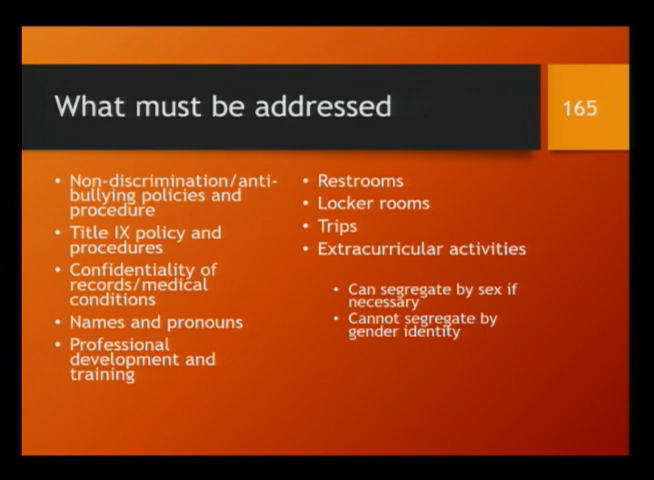 What must be addressed
165
• Non-discrimination/anti-
bullying policies and
procedure
• Title IX policy and
procedures
• Confidentiality of
records/medical
conditions
• Names and pronouns
• Professional
development and
training
• Restrooms
• Locker rooms
• Trips
• Extracurricular activities
• Can segregate by sex if
necessary
• Cannot segregate by
gender identity